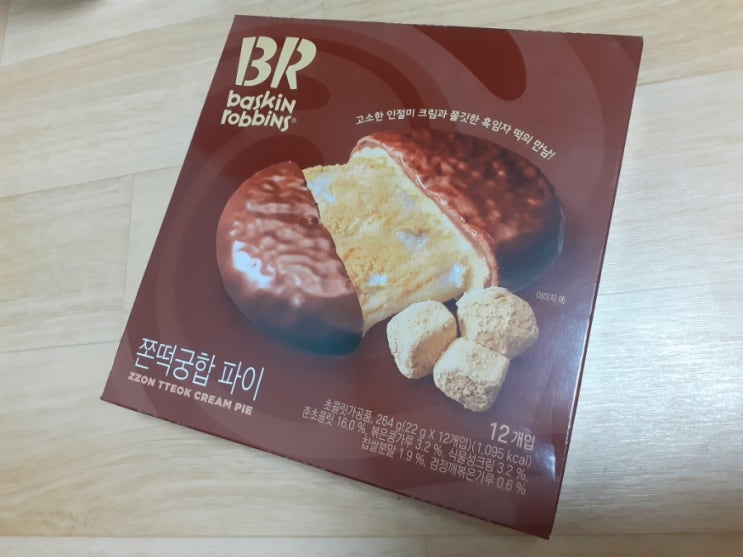 BR
baskin
robbins®
고소한 인절미 크림과 쫄깃한 흑임자 떡의 만남!
이미지 예
쫀떡궁합 파이
ZZON TTEOK CREAM PIE
12개입
초콜릿가공품, 264 g(22 g X 12개입)(1,095 kcal)
준초콜릿 16.0 %, 볶은콩가루 3.2 %, 식물성크림 3.2 %,
찹쌀분말 1.9 %, 검정깨볶은가루 0.6 %